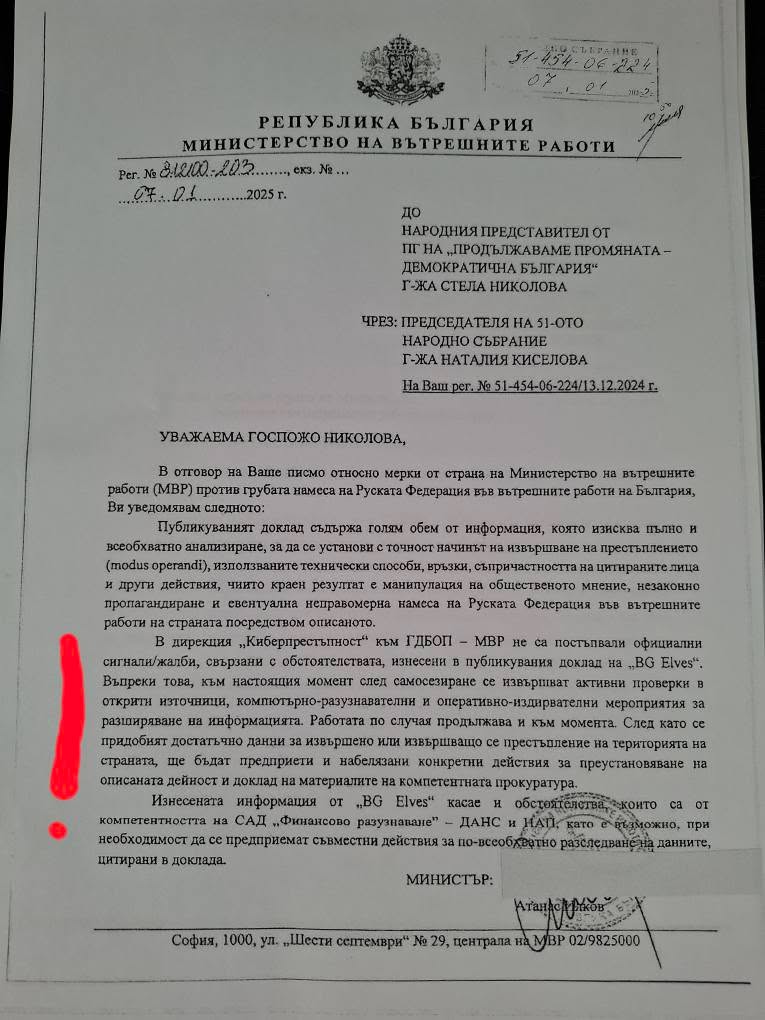 НО СЪБРАНИЕ
51-454-06-224
07.01
РЕПУБЛИКА БЪЛГАРИЯ
МИНИСТЕРСТВО НА ВЪТРЕШНИТЕ РАБОТИ
Рег. № 812100-203........, екз. № ...
...07.01...........2025 г.
ДО
НАРОДНИЯ ПРЕДСТАВИТЕЛ ОТ
ПГ НА „ПРОДЪЛЖАВАМЕ ПРОМЯНАТА –
ДЕМОКРАТИЧНА БЪЛГАРИЯ“
Г-ЖА СТЕЛА НИКОЛОВА
ЧРЕЗ: ПРЕДСЕДАТЕЛЯ НА 51-ОТО
НАРОДНО СЪБРАНИЕ
Г-ЖА НАТАЛИЯ КИСЕЛОВА
На Ваш рег. № 51-454-06-224/13.12.2024 г.
УВАЖАЕМА ГОСПОЖО НИКОЛОВА,
В отговор на Ваше писмо относно мерки от страна на Министерство на вътрешните
работи (МВР) против грубата намеса на Руската Федерация във вътрешните работи на България,
Ви уведомявам следното:
Публикуваният доклад съдържа голям обем от информация, която изисква пълно и
всеобхватно анализиране, за да се установи с точност начинът на извършване на престъплението
(modus operandi), използваните технически способи, връзки, съпричастността на цитираните лица
и други действия, чиито краен резултат е манипулация на общественото мнение, незаконно
пропагандиране и евентуална неправомерна намеса на Руската Федерация във вътрешните
работи на страната посредством описаното.
В дирекция „Киберпрестъпност“ към ГДБОП – МВР не са постъпвали официални
сигнали/жалби, свързани с обстоятелствата, изнесени в публикувания доклад на „BG Elves“.
Въпреки това, към настоящия момент след самосезиране се извършват активни проверки в
открити източници, компютърно-разузнавателни и оперативно-издирвателни мероприятия за
разширяване на информацията. Работата по случая продължава и към момента. След като се
придобият достатъчно данни за извършено или извършващо се престъпление на територията на
страната, ще бъдат предприети и набелязани конкретни действия за преустановяване на
описаната дейност и доклад на материалите на компетентната прокуратура.
Изнесената информация от „BG Elves“ касае и обстоятелства, които са от
компетентността на САД „Финансово разузнаване” – ДАНС и НАП, като е възможно, при
необходимост да се предприемат съвместни действия за по-всеобхватно разследване на данните,
цитирани в доклада.
МИНИСТЪР:
Атанас Илков
София, 1000, ул. „Шести септември“ № 29, централа на МВР 02/9825000